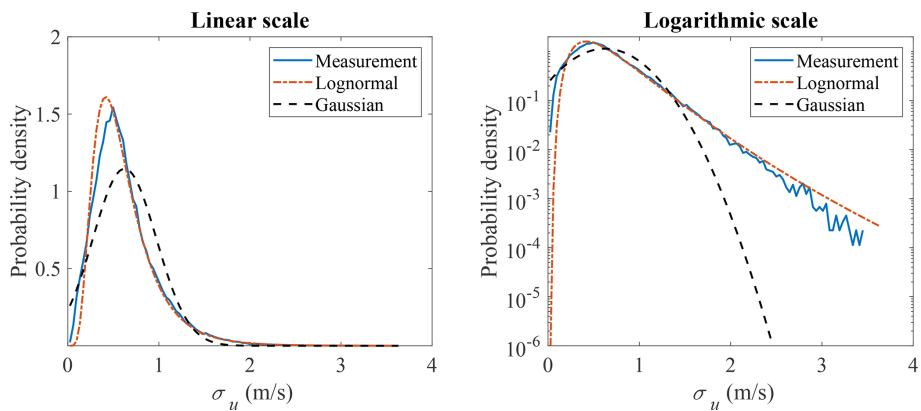 Linear scale
Probability density
2
1.5
1
0.5
0 1 2 3 4
σ_u (m/s)
Measurement
Lognormal
Gaussian
Logarithmic scale
Probability density
10^-1
10^-2
10^-3
10^-4
10^-5
10^-6
0 1 2 3 4
σ_u (m/s)
Measurement
Lognormal
Gaussian